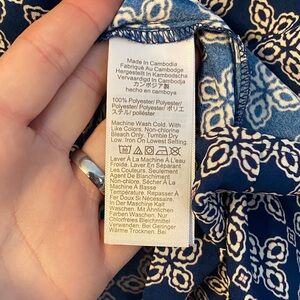 Made In Cambodia
Fabriqué Au Cambodge
Hergestellt In Kambodscha
Vervaardigd In Cambodja
カンボジア製
hecho en camboya
100% Polyester/ Polyester/
Polyester/ Polyester/ ポリエ
ステル/ poliéster
Machine Wash Cold. With
Like Colors. Non-chlorine
Bleach Only. Tumble Dry
Low. Iron On Lowest Setting
Laver À La Machine À L'eau
Froide. Laver En Séparant
Les Couleurs. Seulement
Agent De Blanchiment
Non-chlore. Sécher À La
Machine À Basse
Température. Repasser
Fer Doux Si Nécessaire
In Der Maschine Kalt
Waschen. Mit Ähnlichen
Farben Waschen. Nur
Chlorfreies Bleichmittel
Verwenden. Bei Geringer
Wärme Trocknen. Bei